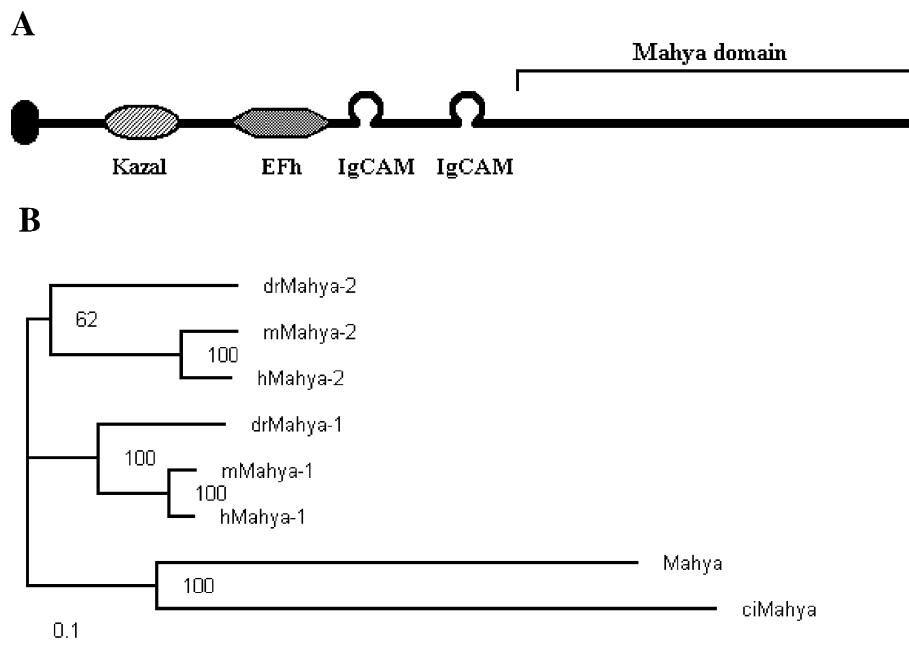 A
Mahya domain
Kazal EFh IgCAM IgCAM
B
drMahya-2
62
mMahya-2
100
hMahya-2
drMahya-1
100
mMahya-1
100
hMahya-1
Mahya
100
ciMahya
0.1